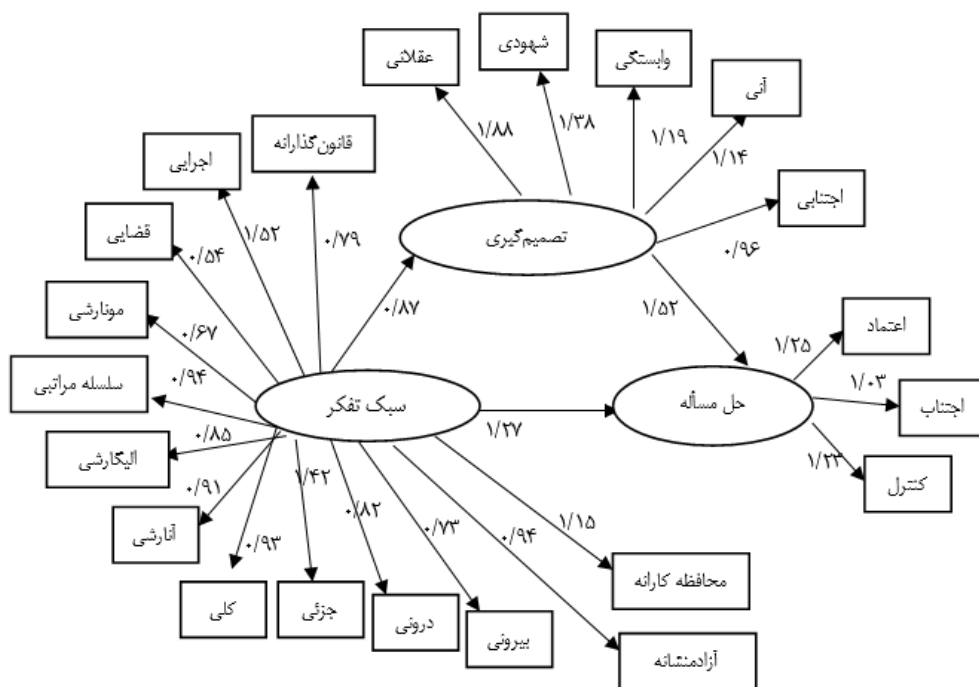 شهودی
عقلائی
وابستگی
آنی
۱/۸۸
۱/۳۸
۱/۱۹
۱/۱۴
قانون‌گذارانه
اجرایی
اجتنابی
قضایی
تصمیم‌گیری
۰/۵۴
۱/۵۲
۰/۷۹
۰/۹۶
مونارشی
۰/۸۷
۱/۵۲
اعتماد
۰/۶۷
۱/۲۵
سلسله مراتبی
۰/۹۴
سبک تفکر
۱/۲۷
حل مسأله
۱/۰۳
اجتناب
الیگارشی
۰/۸۵
۱/۲۳
کنترل
آنارشی
۰/۹۱
۰/۹۳
۱/۴۲
۰/۸۲
۰/۷۳
۰/۹۴
۱/۱۵
محافظه کارانه
کلی
جزئی
درونی
بیرونی
آزادمنشانه